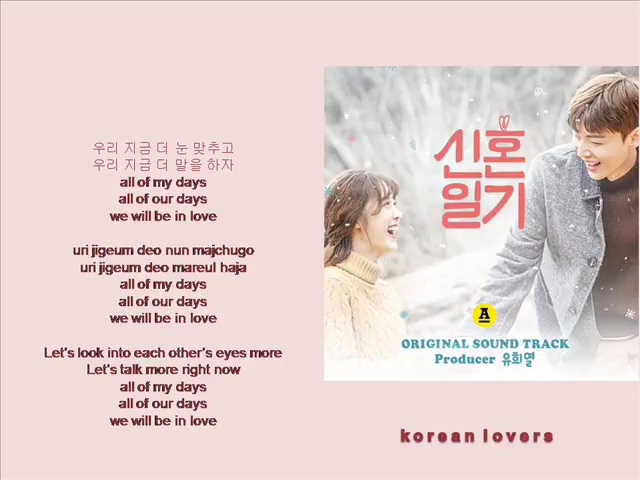 우리 지금 더 눈 맞추고
우리 지금 더 말을 하자
all of my days
all of our days
we will be in love
uri jigeum deo nun majchugo
uri jigeum deo mareul haja
all of my days
all of our days
we will be in love
Let's look into each other's eyes more
Let's talk more right now
all of my days
all of our days
we will be in love
신혼
일기
A
ORIGINAL SOUND TRACK
Producer 유희열
korean lovers